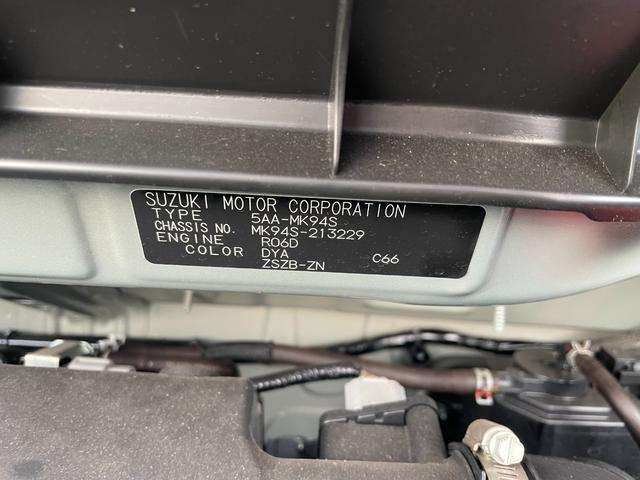 SUZUKI MOTOR CORPORATION
TYPE 5AA-MK94S
CHASSIS NO. MK94S-213229
ENGINE R06D
COLOR DYA C66
ZSZB-ZN